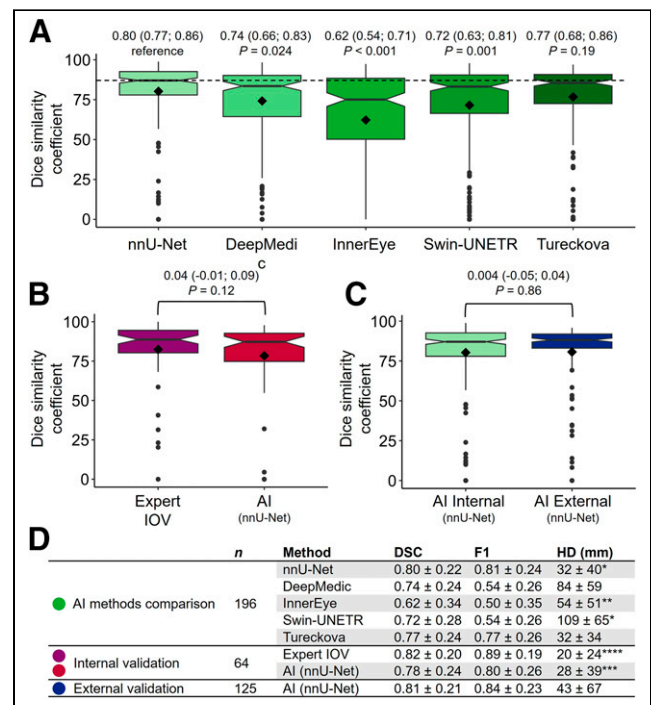 A
0.80 (0.77; 0.86) 0.74 (0.66; 0.83) 0.62 (0.54; 0.71) 0.72 (0.63; 0.81) 0.77 (0.68; 0.86)
reference P = 0.024 P < 0.001 P = 0.001 P = 0.19
Dice similarity
coefficient
100
75
50
25
0
nnU-Net DeepMedi InnerEye Swin-UNETR Tureckova
c
B
0.04 (-0.01; 0.09)
P = 0.12
Dice similarity
coefficient
100
75
50
25
0
Expert AI
IOV (nnU-Net)
C
0.004 (-0.05; 0.04)
P = 0.86
Dice similarity
coefficient
100
75
50
25
0
AI Internal AI External
(nnU-Net) (nnU-Net)
D
n Method DSC F1 HD (mm)
nnU-Net 0.80 ± 0.22 0.81 ± 0.24 32 ± 40*
DeepMedic 0.74 ± 0.24 0.54 ± 0.26 84 ± 59
AI methods comparison 196 InnerEye 0.62 ± 0.34 0.50 ± 0.35 54 ± 51**
Swin-UNETR 0.72 ± 0.28 0.54 ± 0.26 109 ± 65*
Tureckova 0.77 ± 0.24 0.77 ± 0.26 32 ± 34
Internal validation 64 Expert IOV 0.82 ± 0.20 0.89 ± 0.19 20 ± 24****
AI (nnU-Net) 0.78 ± 0.24 0.80 ± 0.26 28 ± 39***
External validation 125 AI (nnU-Net) 0.81 ± 0.21 0.84 ± 0.23 43 ± 67